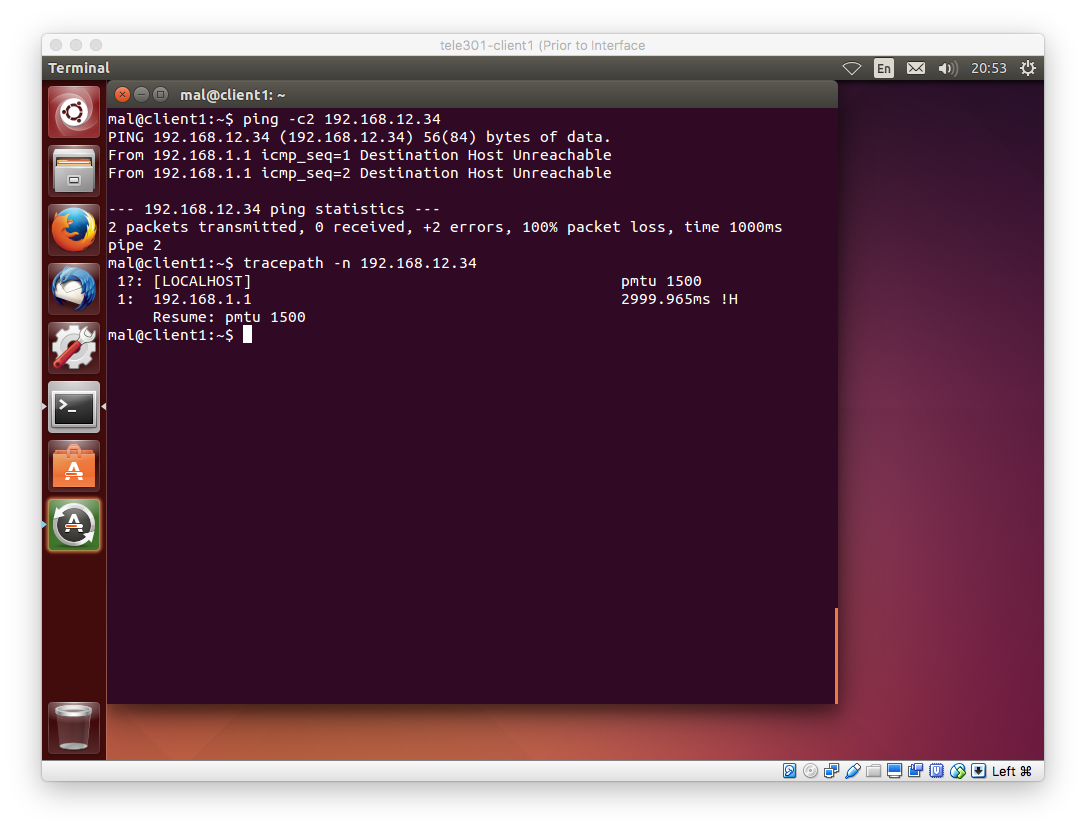 tele301-client1 (Prior to Interface
Terminal
En
20:53
mal@client1: ~
mal@client1:~$ ping -c2 192.168.12.34
PING 192.168.12.34 (192.168.12.34) 56(84) bytes of data.
From 192.168.1.1 icmp_seq=1 Destination Host Unreachable
From 192.168.1.1 icmp_seq=2 Destination Host Unreachable
--- 192.168.12.34 ping statistics ---
2 packets transmitted, 0 received, +2 errors, 100% packet loss, time 1000ms
pipe 2
mal@client1:~$ tracepath -n 192.168.12.34
1?: [LOCALHOST] pmtu 1500
1: 192.168.1.1 2999.965ms !H
Resume: pmtu 1500
mal@client1:~$
Left ⌘